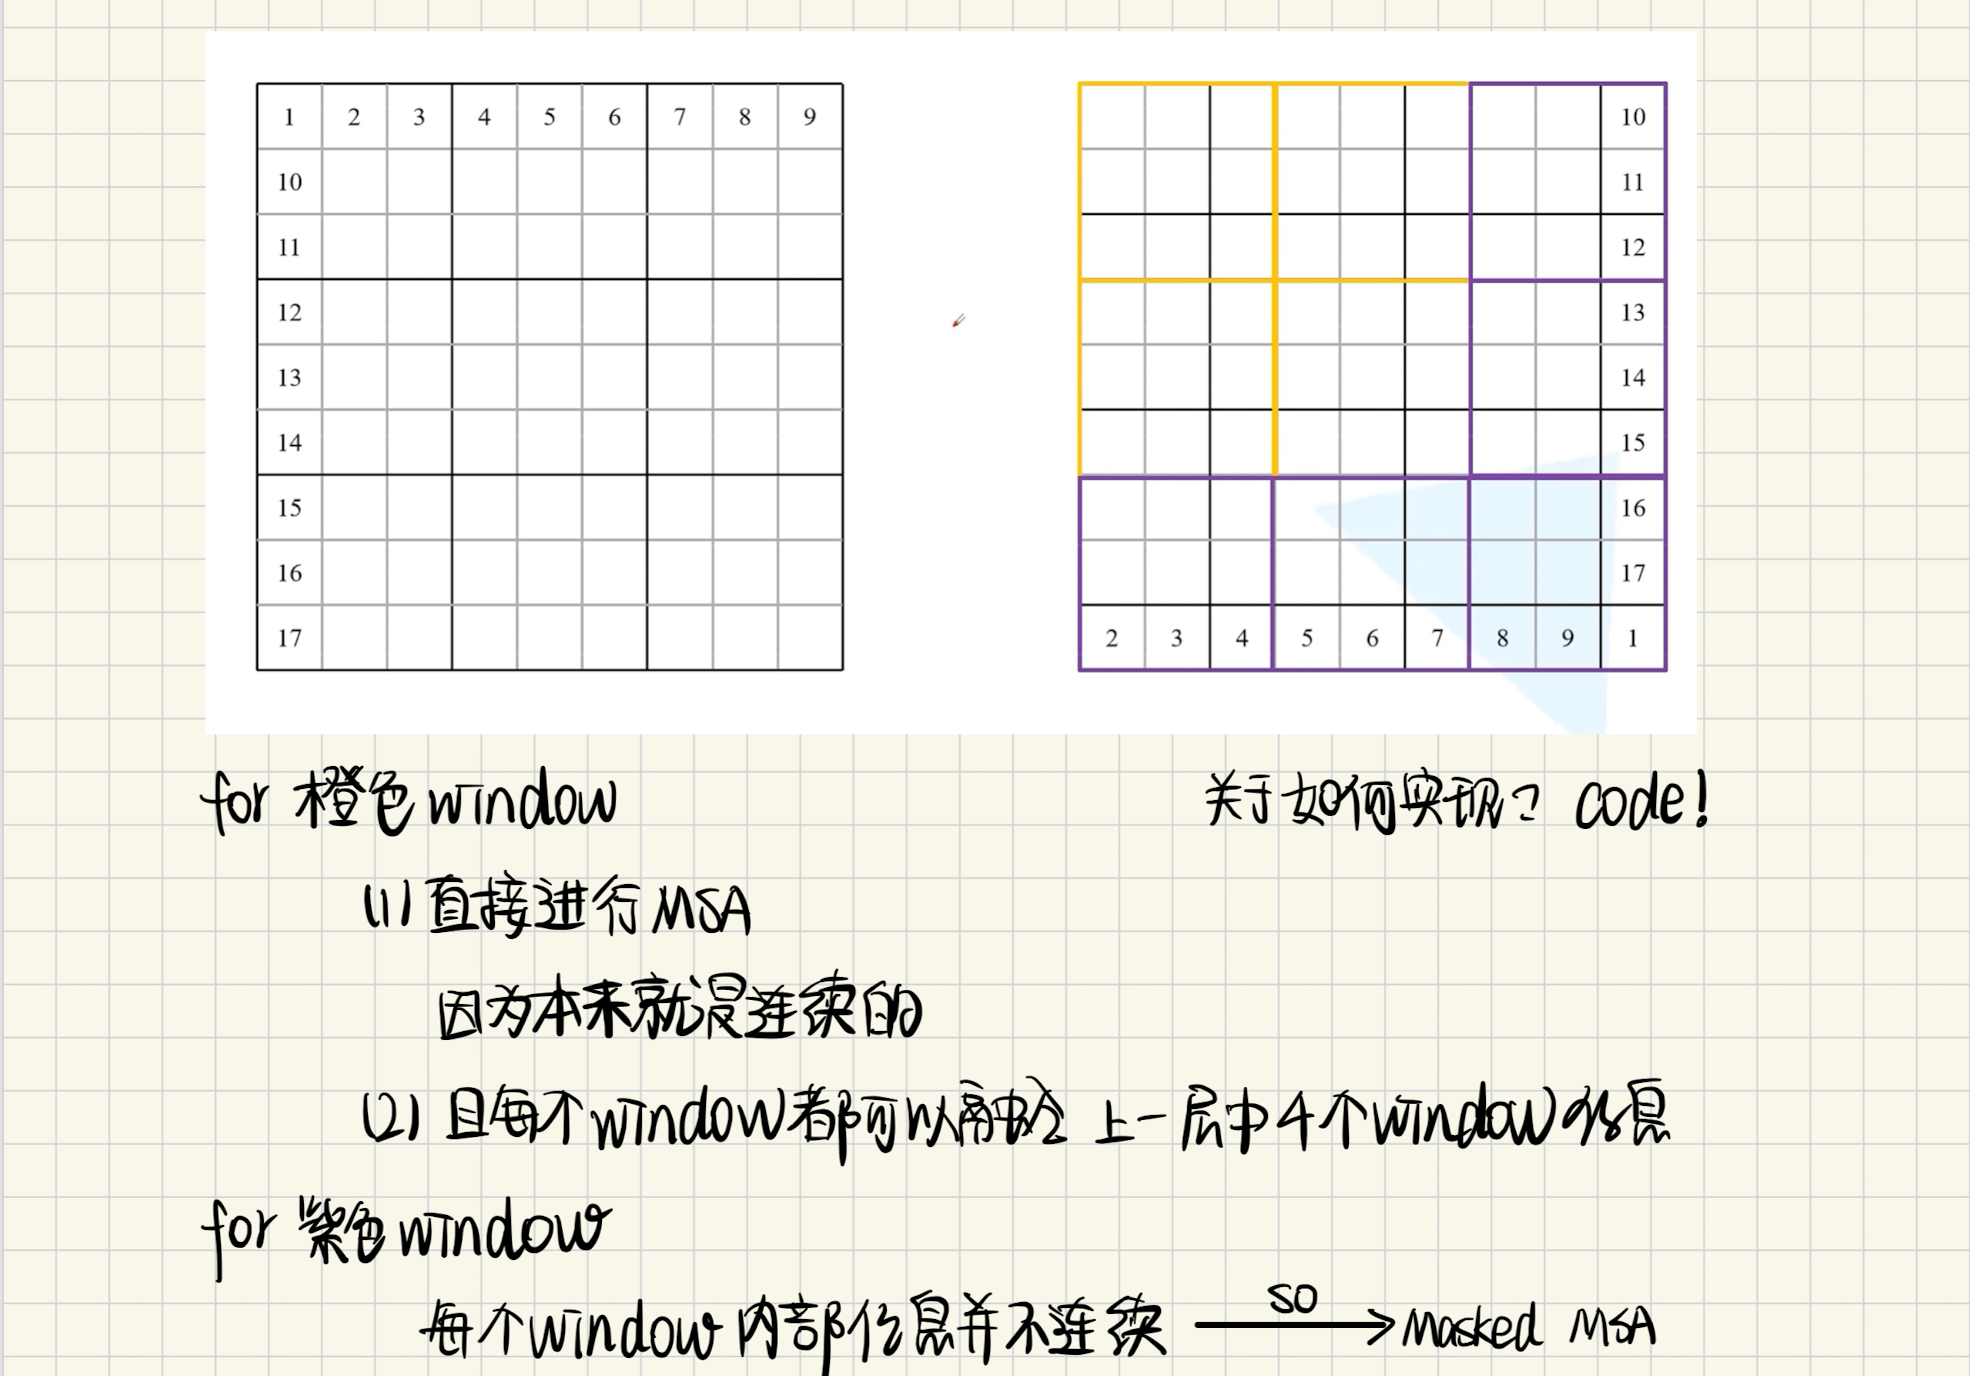 1 2 3 4 5 6 7 8 9 10
10 11
11 12
12 13
13 14
14 15
15 16
16 17
17 2 3 4 5 6 7 8 9 1
for 橙色 window 关于如何实现? code!
(1) 直接进行 MSA
因为本来就是连续的
(2) 且每个 window 都可以融合 上一层中 4 个 window 信息
for 紫色 window
每个 window 内部信息并不连续 so → Masked MSA